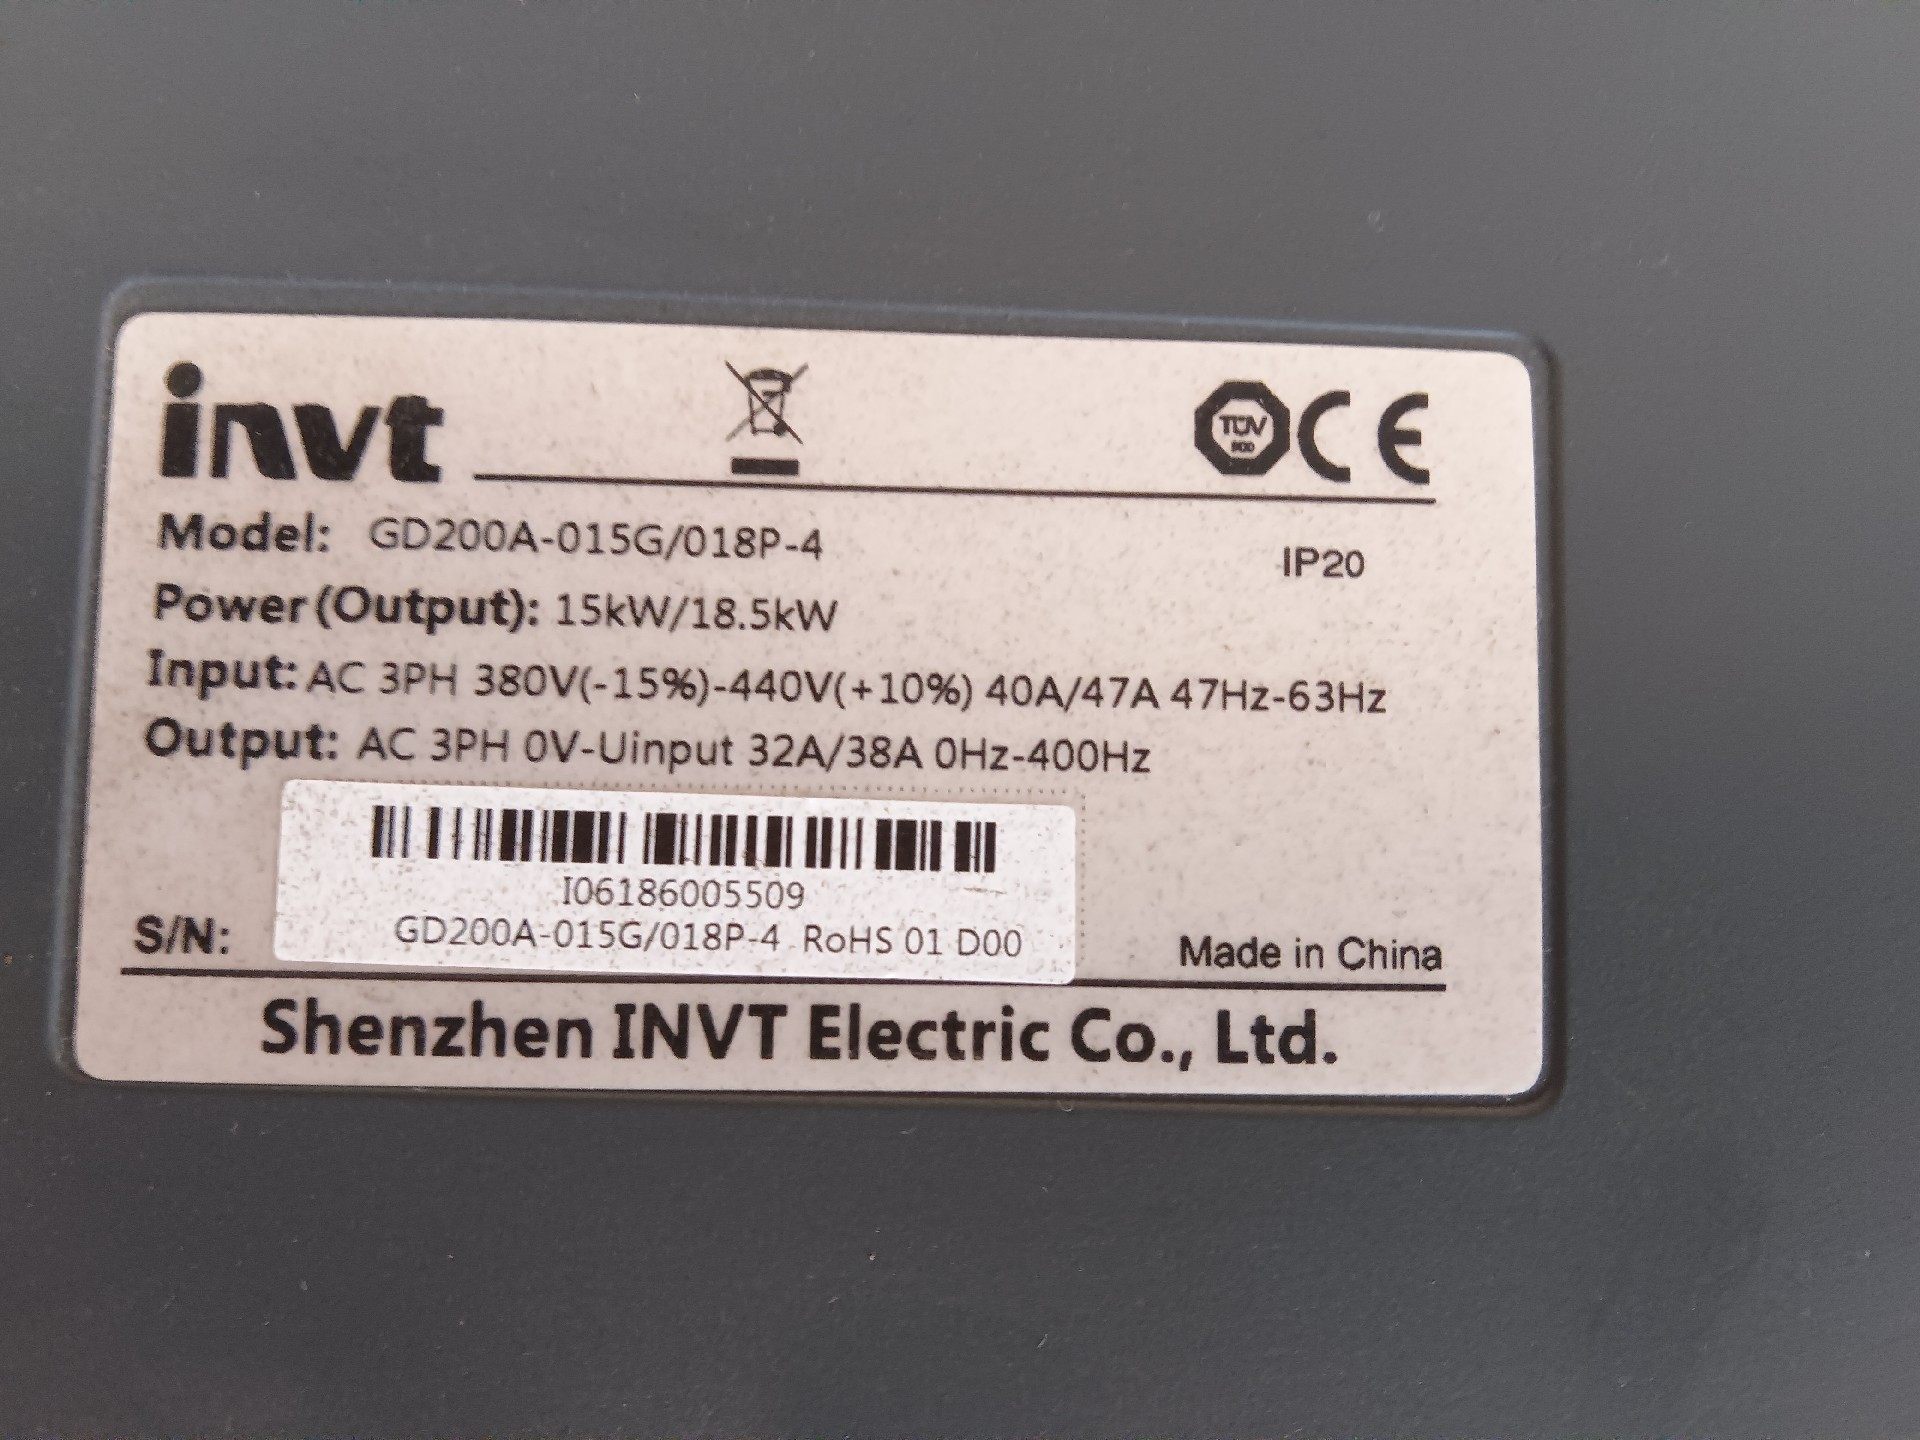 invt
TÜV
CE
Model: GD200A-015G/018P-4
IP20
Power(Output): 15kW/18.5kW
Input: AC 3PH 380V(-15%)-440V(+10%) 40A/47A 47Hz-63Hz
Output: AC 3PH 0V-Uinput 32A/38A 0Hz-400Hz
I06186005509
S/N: GD200A-015G/018P-4 RoHS 01 D00
Made in China
Shenzhen INVT Electric Co., Ltd.